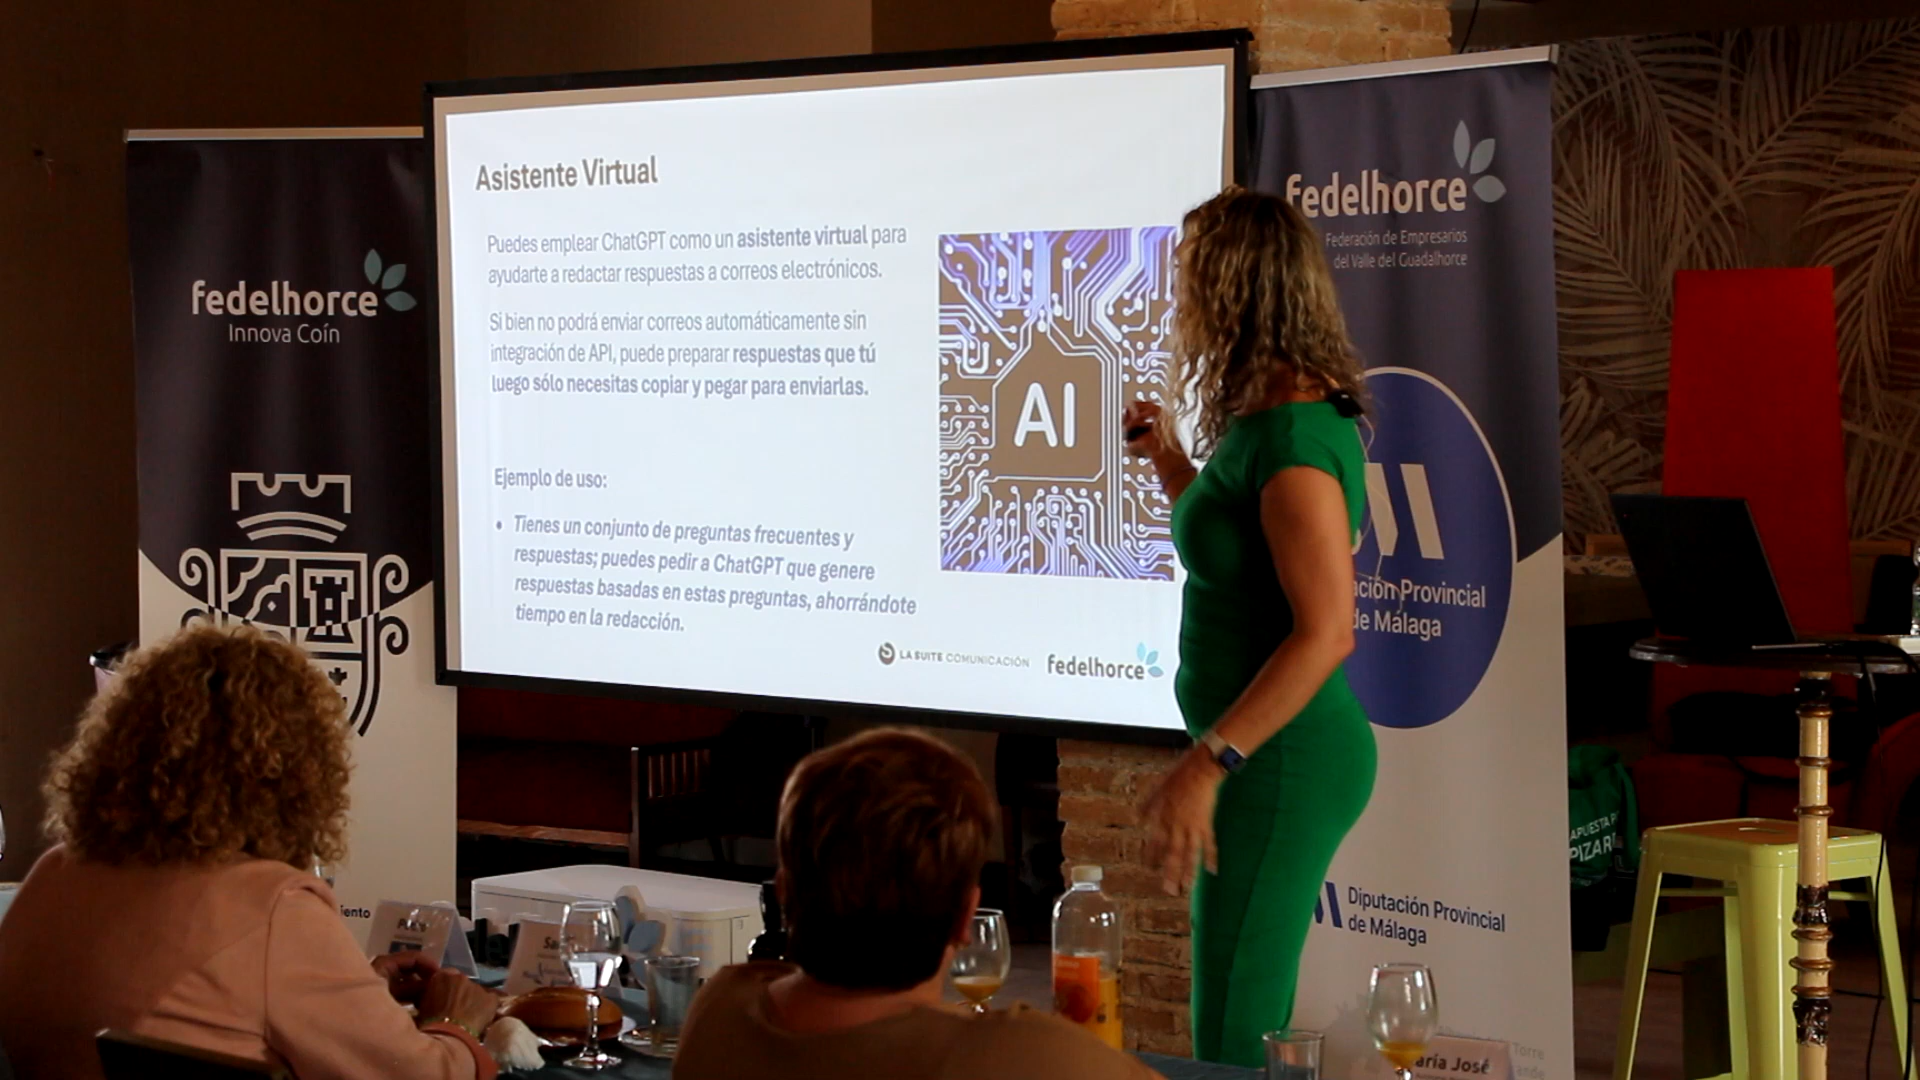 fedelhorce
Innova Coín
Asistente Virtual
Puedes emplear ChatGPT como un asistente virtual para
ayudarte a redactar respuestas a correos electrónicos.
Si bien no podrá enviar correos automáticamente sin
integración de API, puede preparar respuestas que tú
luego sólo necesitas copiar y pegar para enviarlas.
Ejemplo de uso:
• Tienes un conjunto de preguntas frecuentes y
respuestas; puedes pedir a ChatGPT que genere
respuestas basadas en estas preguntas, ahorrándote
tiempo en la redacción.
AI
LA SUITE COMUNICACIÓN
fedelhorce
fedelhorce
Federación de Empresarios
del Valle del Guadalhorce
Provincial
de Málaga
Diputación Provincial
de Málaga
APUESTA
María José
Torre